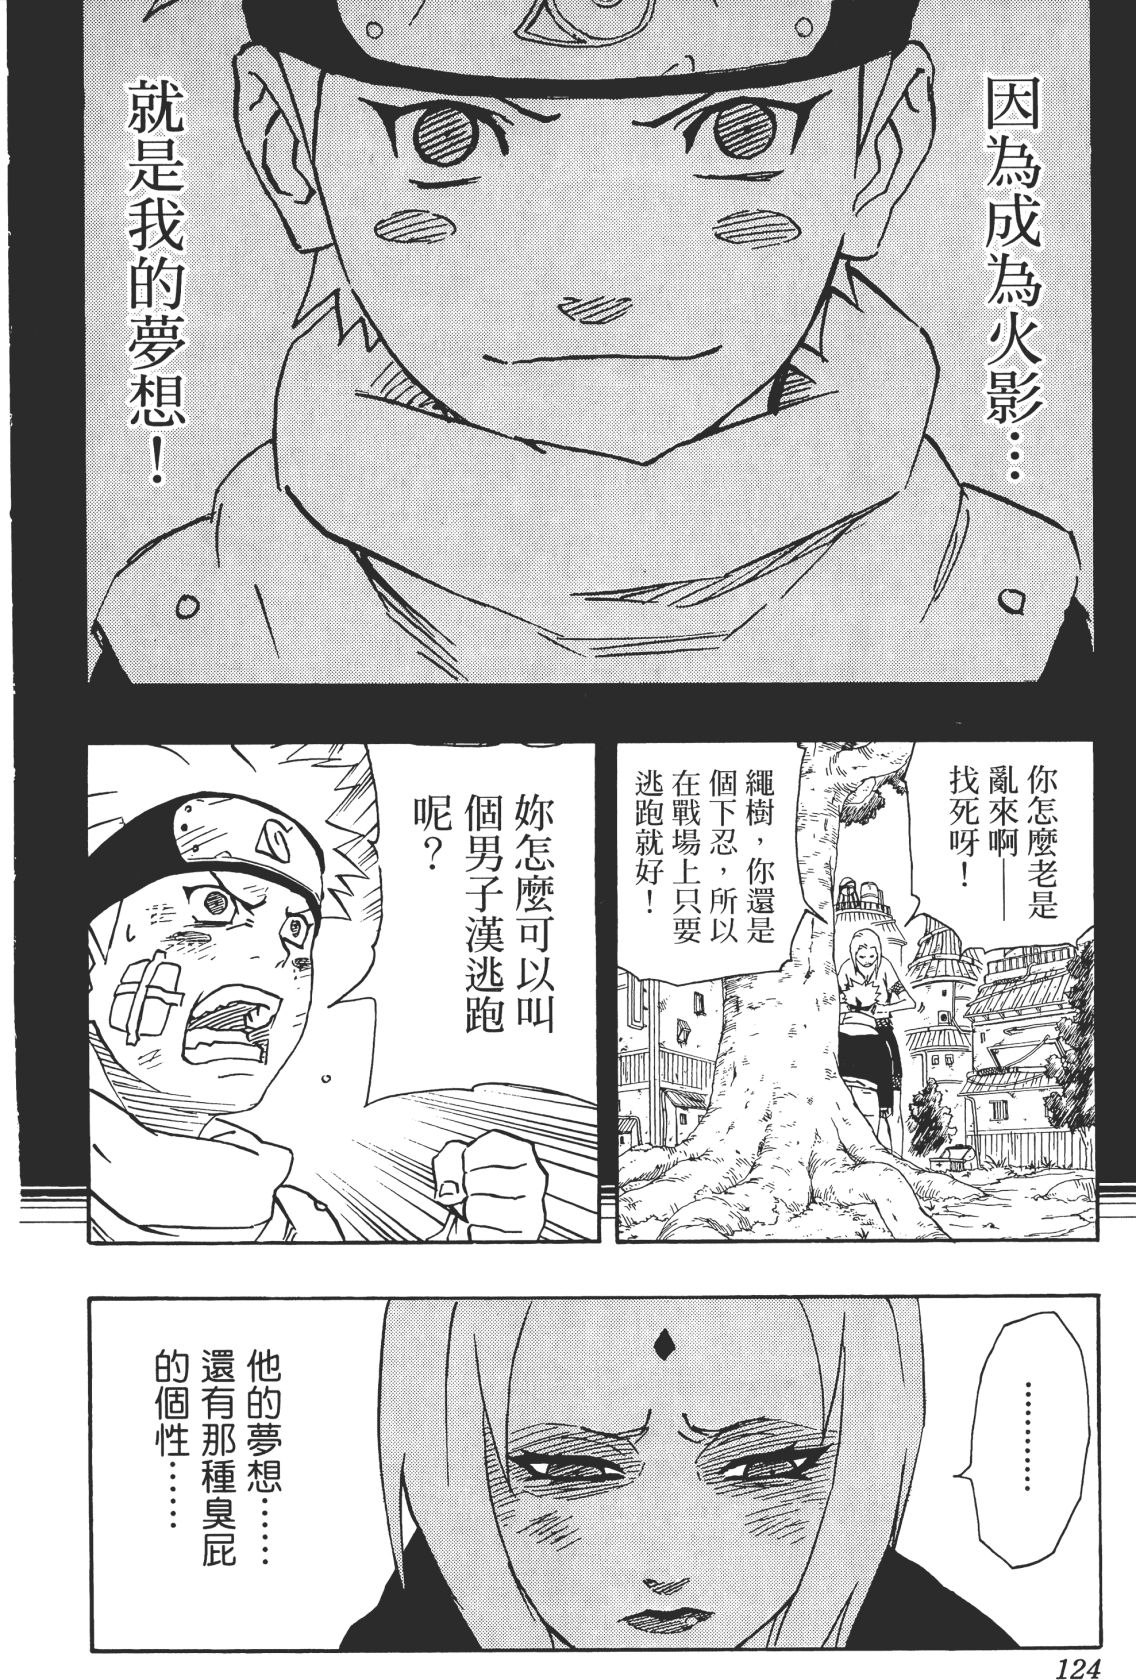 因為成為火影…
就是我的夢想！
你怎麼老是
亂來啊——
找死呀！
繩樹，你還是
個下忍，所以
在戰場上只要
逃跑就好！
妳怎麼可以叫
個男子漢逃跑
呢？
…………
他的夢想……
還有那種臭屁
的個性……
124